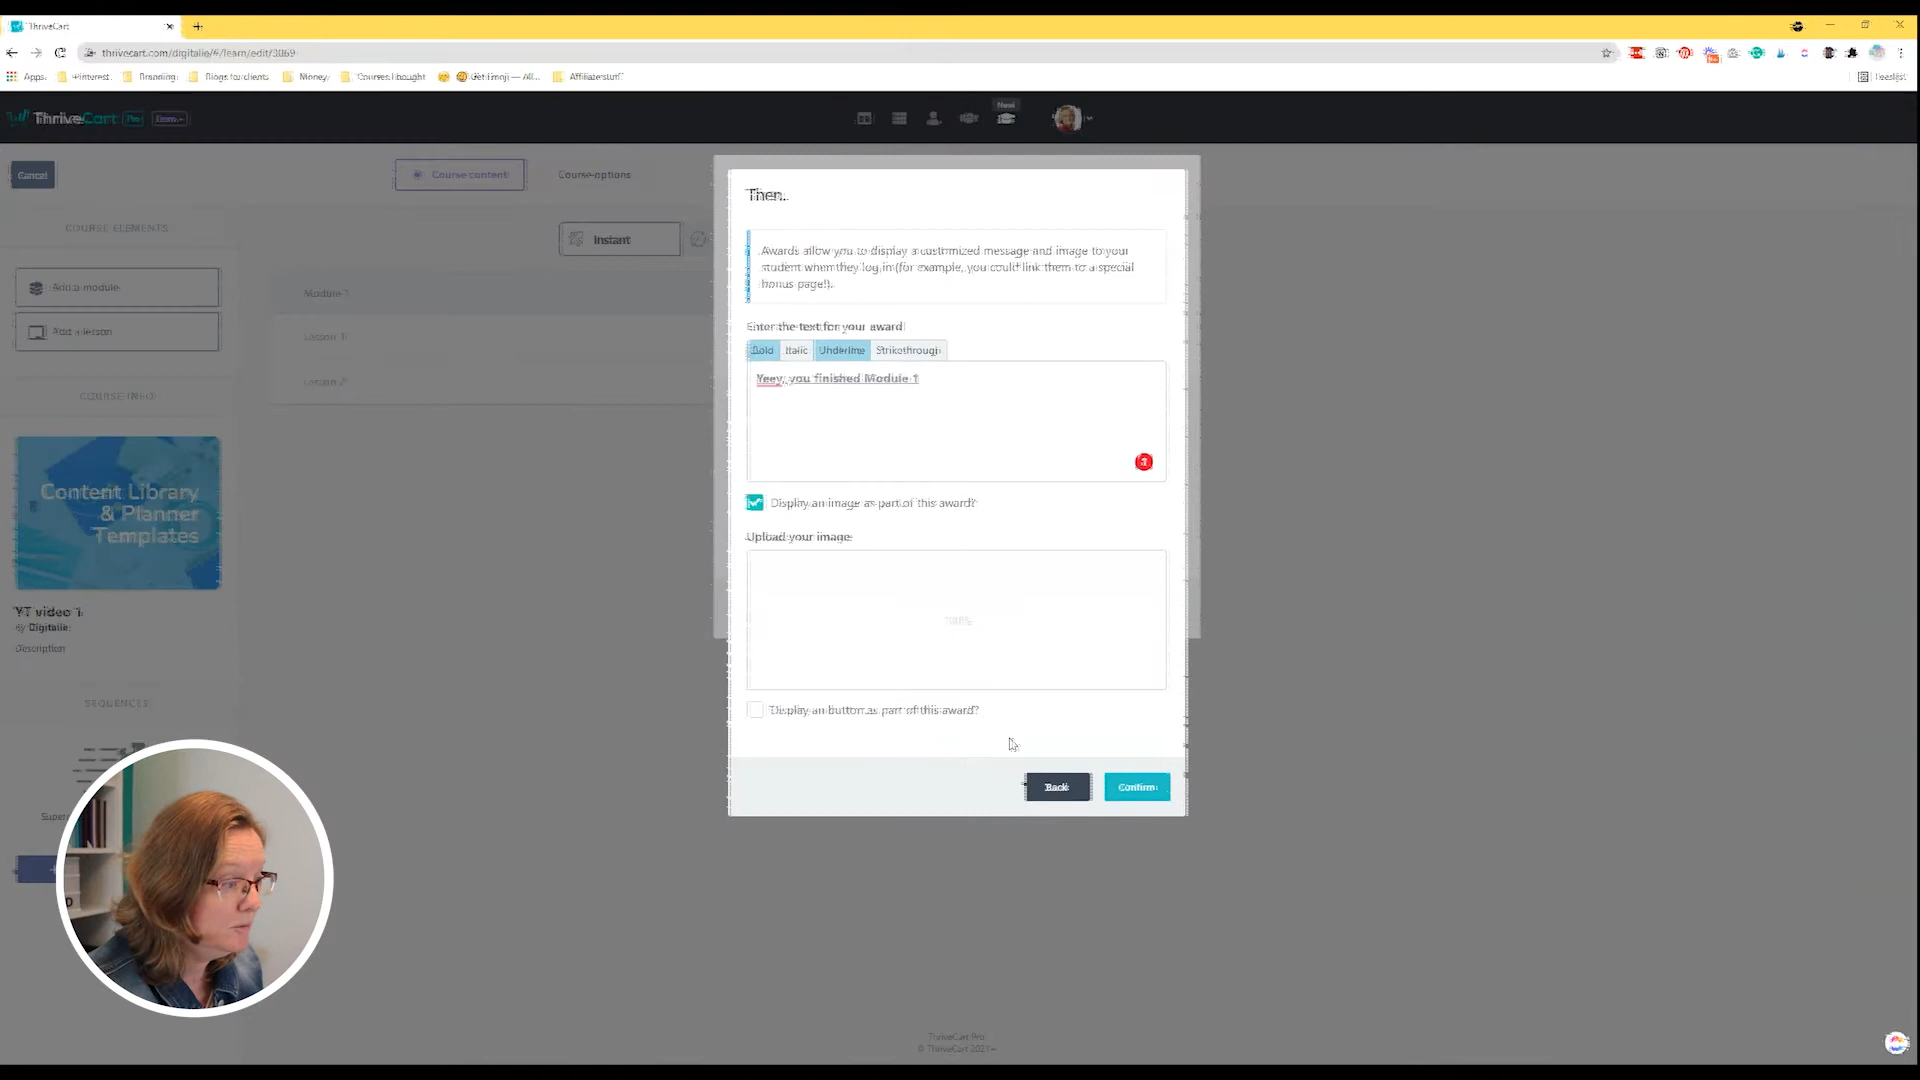 ThriveCart
thrivecart.com/digitalie/#/learn/edit/3869
Apps
Pinterest
Branding
Blogs for clients
Money
Courses bought
GetEmoji — All...
Affiliate stuff
ThriveCart
Pro
New!
Cancel
Course content
Course options
COURSE ELEMENTS
Instant
Add a module
Add a lesson
Module 1
Lesson 1
Lesson 2
COURSE INFO
Content Library
& Planner
Templates
YT video 1
By Digitalie
Description
SEQUENCES
Then...
Awards allow you to display a customized message and image to your
student when they log in (for example, you could link them to a special
bonus page!).
Enter the text for your award
Bold
Italic
Underline
Strikethrough
Yeey, you finished Module 1
Display an image as part of this award?
Upload your image
Display an button as part of this award?
Back
Confirm
ThriveCart Pro
© ThriveCart 2021